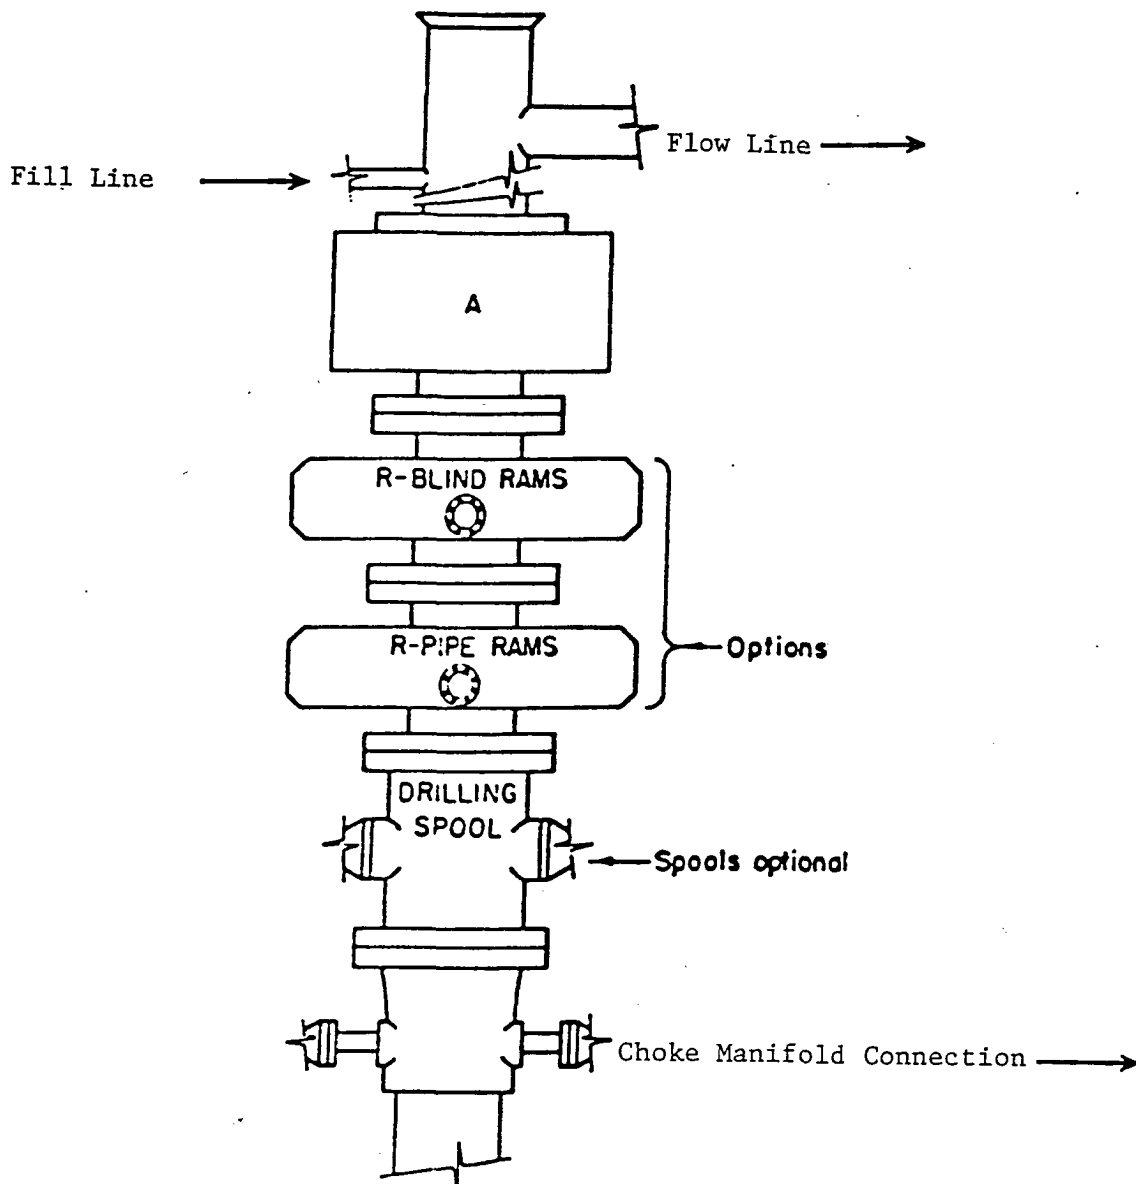 Flow Line
Fill Line
A
R-BLIND RAMS
R-PIPE RAMS
Options
DRILLING
SPOOL
Spools optional
Choke Manifold Connection